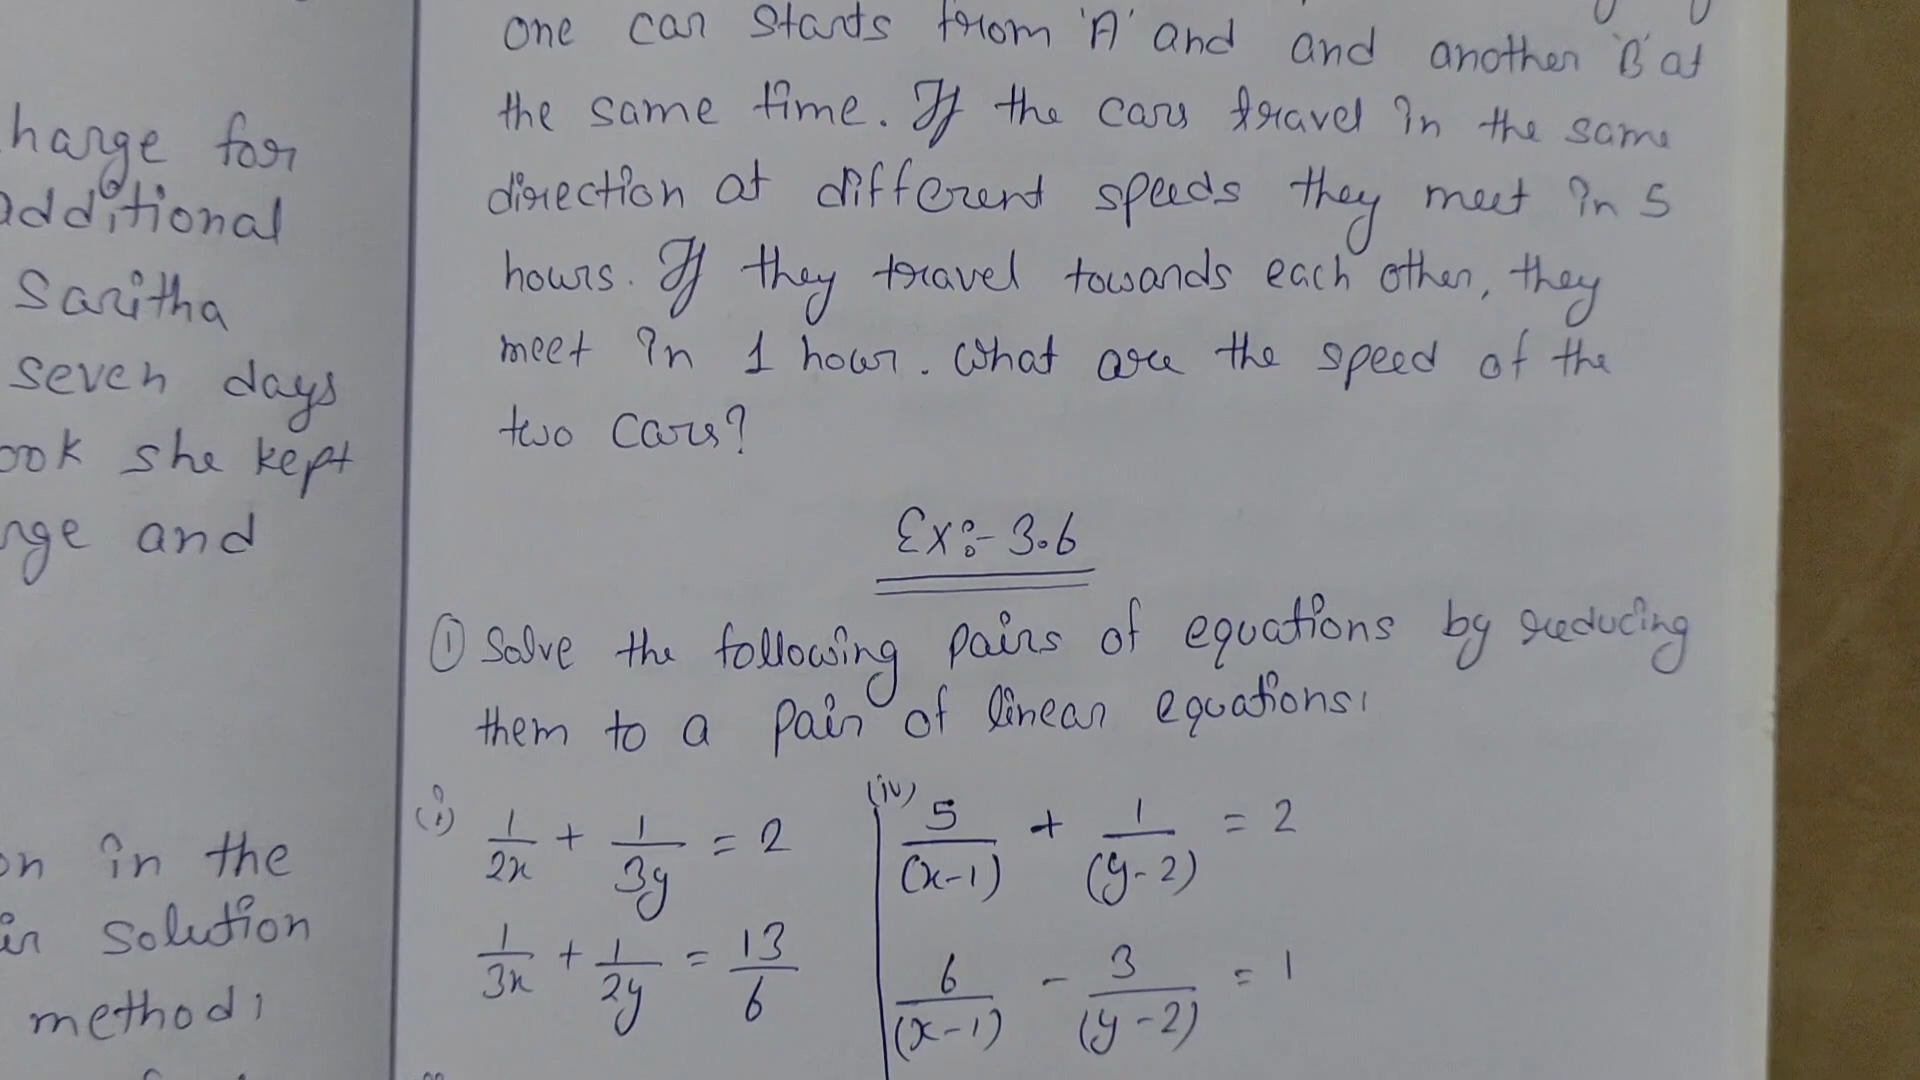 harge for
additional
Saritha
seven days
ook she kept
rge and
on in the
solution
method:
one car starts from 'A' and and another 'B' at
the same time. If the cars travel in the same
direction at different speeds they meet in 5
hours. If they travel towards each other, they
meet in 1 hour. What are the speed of the
two cars?
Ex:- 3.6
① Solve the following pairs of equations by reducing
them to a pair of linear equations:
(i) 1/2x + 1/3y = 2
1/3x + 1/2y = 13/6
(iv) 5/(x-1) + 1/(y-2) = 2
6/(x-1) - 3/(y-2) = 1